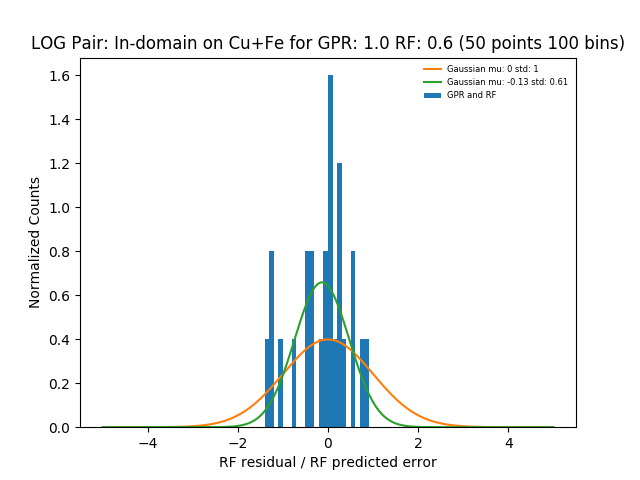 LOG Pair: In-domain on Cu+Fe for GPR: 1.0 RF: 0.6 (50 points 100 bins)
Gaussian mu: 0 std: 1
Gaussian mu: -0.13 std: 0.61
GPR and RF
Normalized Counts
1.6
1.4
1.2
1.0
0.8
0.6
0.4
0.2
0.0
−4 −2 0 2 4
RF residual / RF predicted error